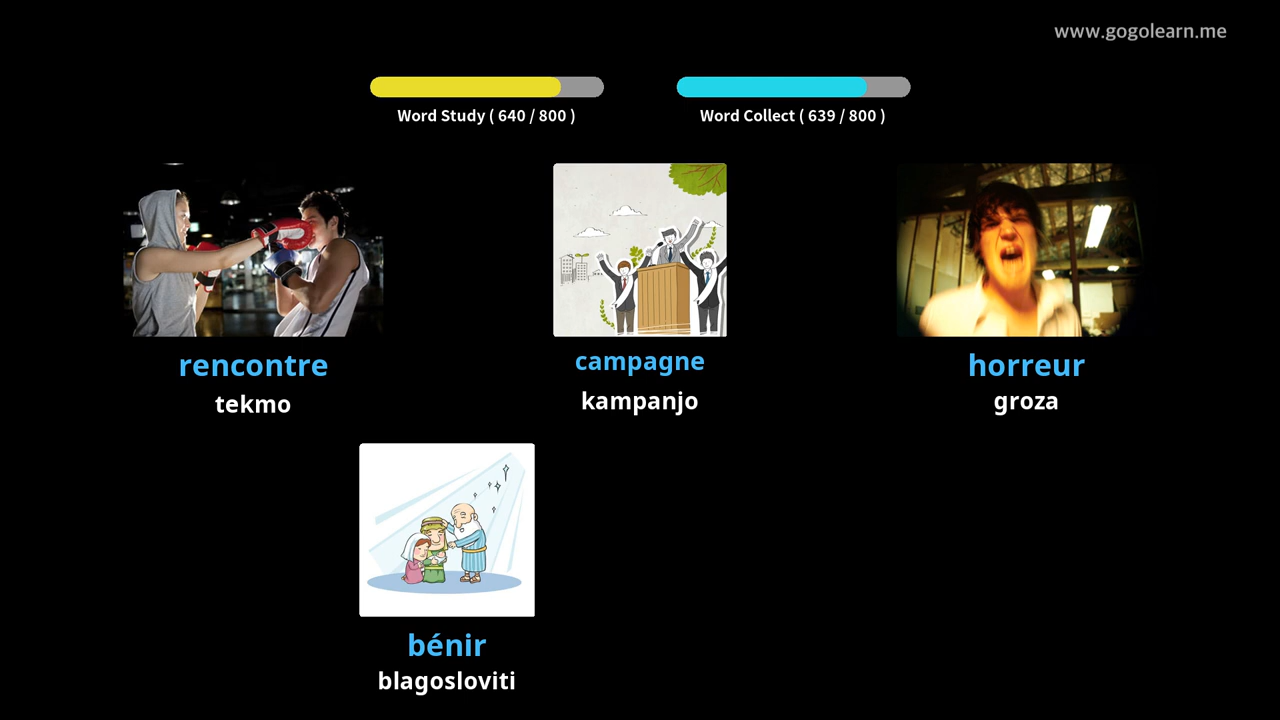 www.gogolearn.me
Word Study ( 640 / 800 )
Word Collect ( 639 / 800 )
rencontre
tekmo
campagne
kampanjo
horreur
groza
bénir
blagosloviti